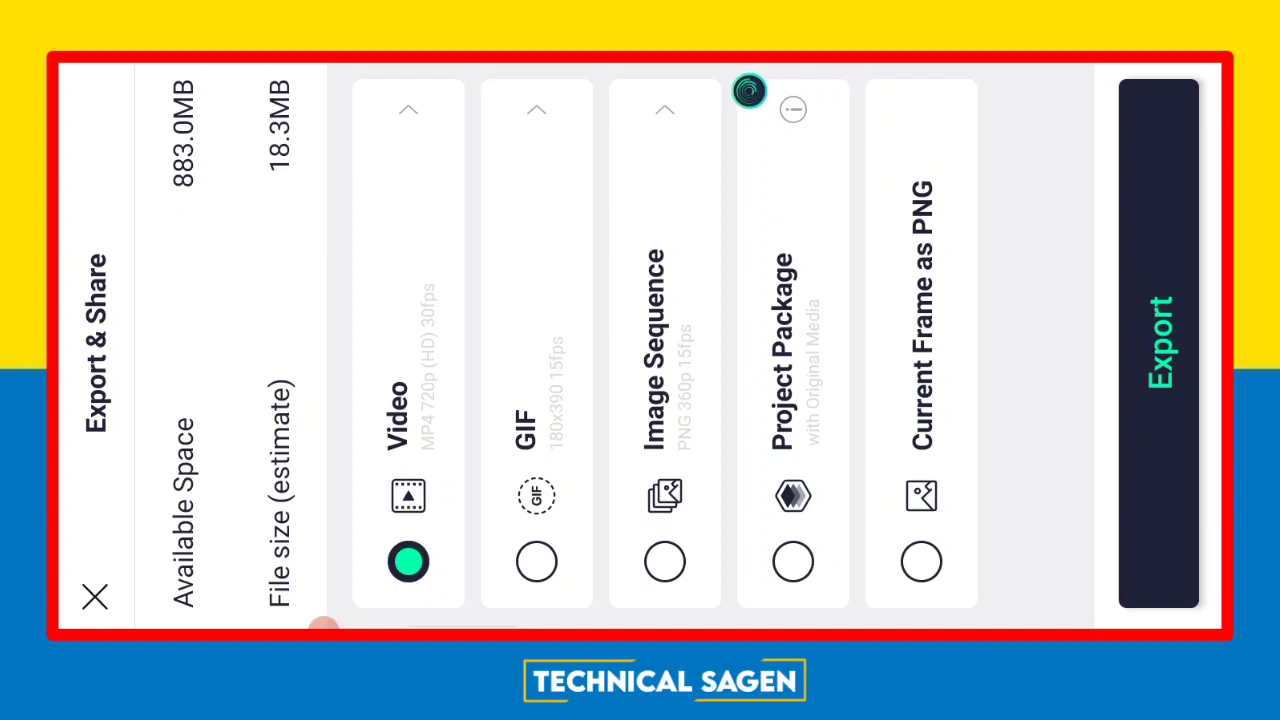 Export & Share
Available Space 883.0MB
File size (estimate) 18.3MB
Video
MP4 720p (HD) 30fps
GIF
GIF
180x390 15fps
Image Sequence
PNG 360p 15fps
Project Package
with Original Media
Current Frame as PNG
Export
TECHNICAL SAGEN